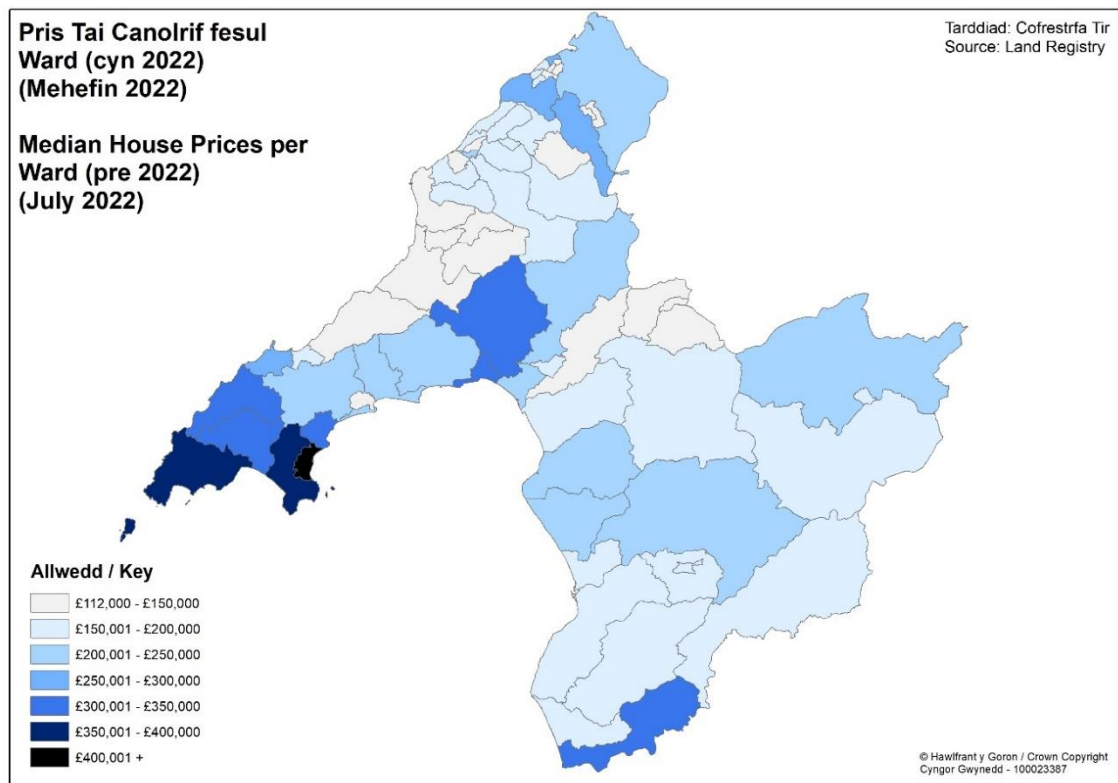 Pris Tai Canolrif fesul
Ward (cyn 2022)
(Mehefin 2022)
Median House Prices per
Ward (pre 2022)
(July 2022)
Tarddiad: Cofrestrfa Tir
Source: Land Registry
Allwedd / Key
£112,000 - £150,000
£150,001 - £200,000
£200,001 - £250,000
£250,001 - £300,000
£300,001 - £350,000
£350,001 - £400,000
£400,001 +
© Hawlfrant y Goron / Crown Copyright
Cyngor Gwynedd - 100023387